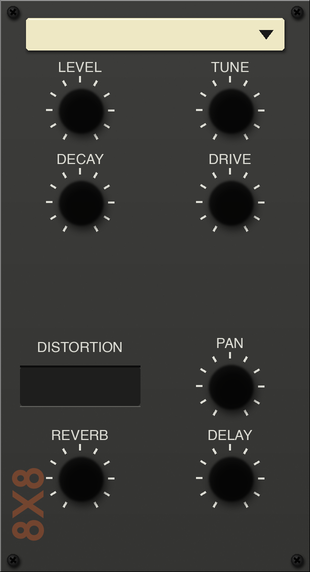 LEVEL TUNE
DECAY DRIVE
DISTORTION PAN
REVERB DELAY
8X8